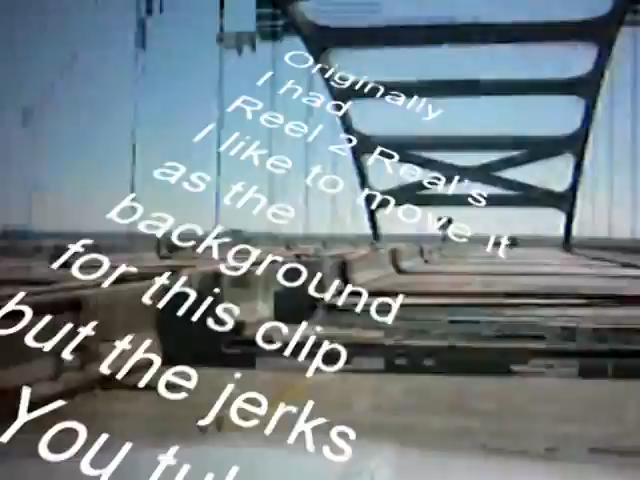 Originally
I had
Reel 2 Real's
I like to move it
as the
background
for this clip
but the jerks
You